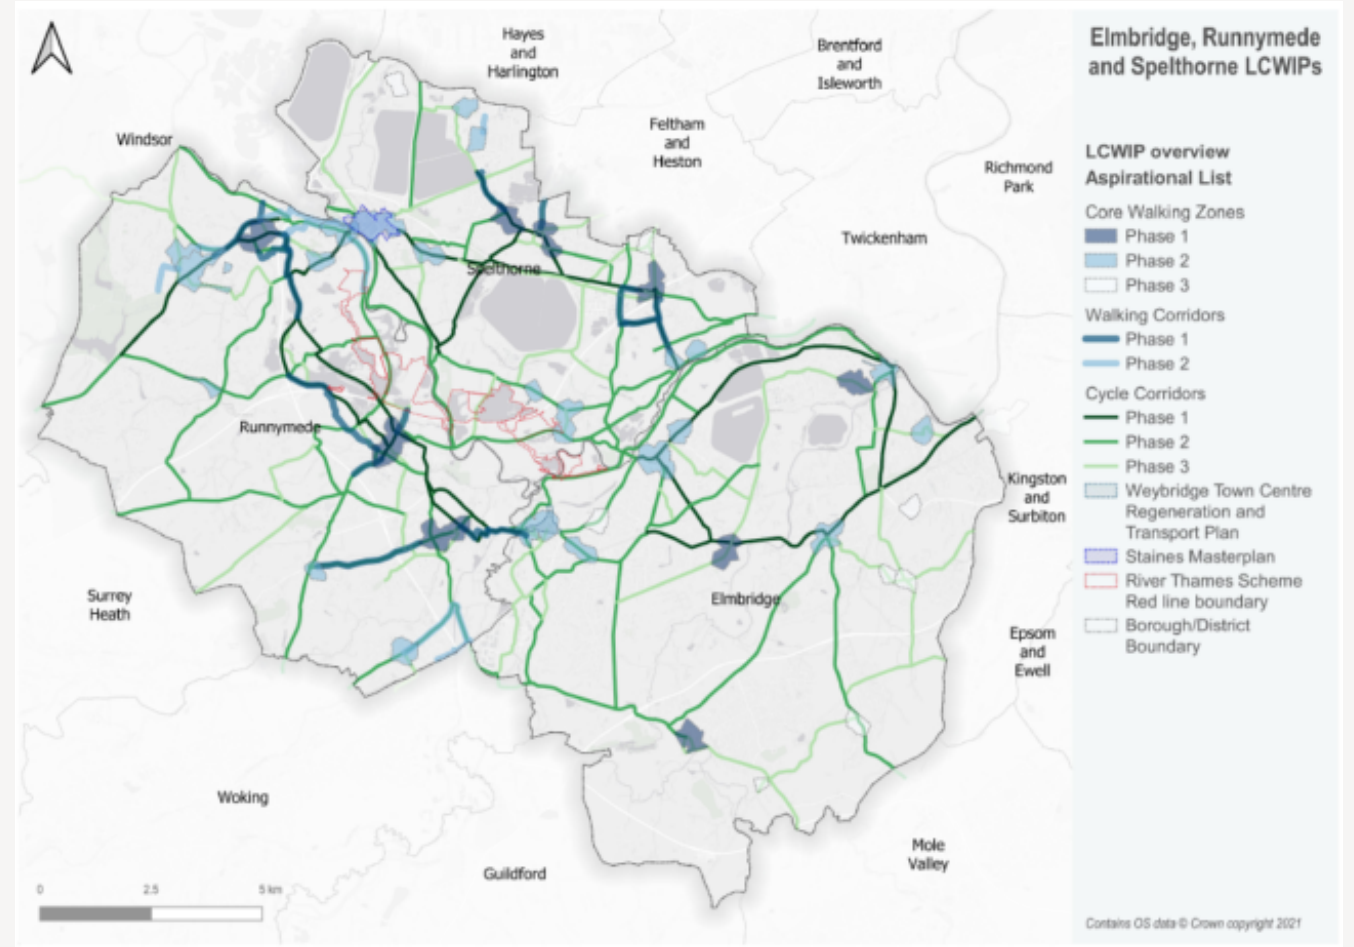 Elmbridge, Runnymede
and Spelthorne LCWIPs
LCWIP overview
Aspirational List
Core Walking Zones
Phase 1
Phase 2
Phase 3
Walking Corridors
Phase 1
Phase 2
Cycle Corridors
Phase 1
Phase 2
Phase 3
Weybridge Town Centre
Regeneration and
Transport Plan
Staines Masterplan
River Thames Scheme
Red line boundary
Borough/District
Boundary
Contains OS data © Crown copyright 2021
Hayes
and
Harlington
Brentford
and
Isleworth
Windsor
Feltham
and
Heston
Richmond
Park
Twickenham
Spelthorne
Runnymede
Kingston
and
Surbiton
Surrey
Heath
Elmbridge
Epsom
and
Ewell
Woking
Mole
Valley
Guildford
0 2.5 5 km